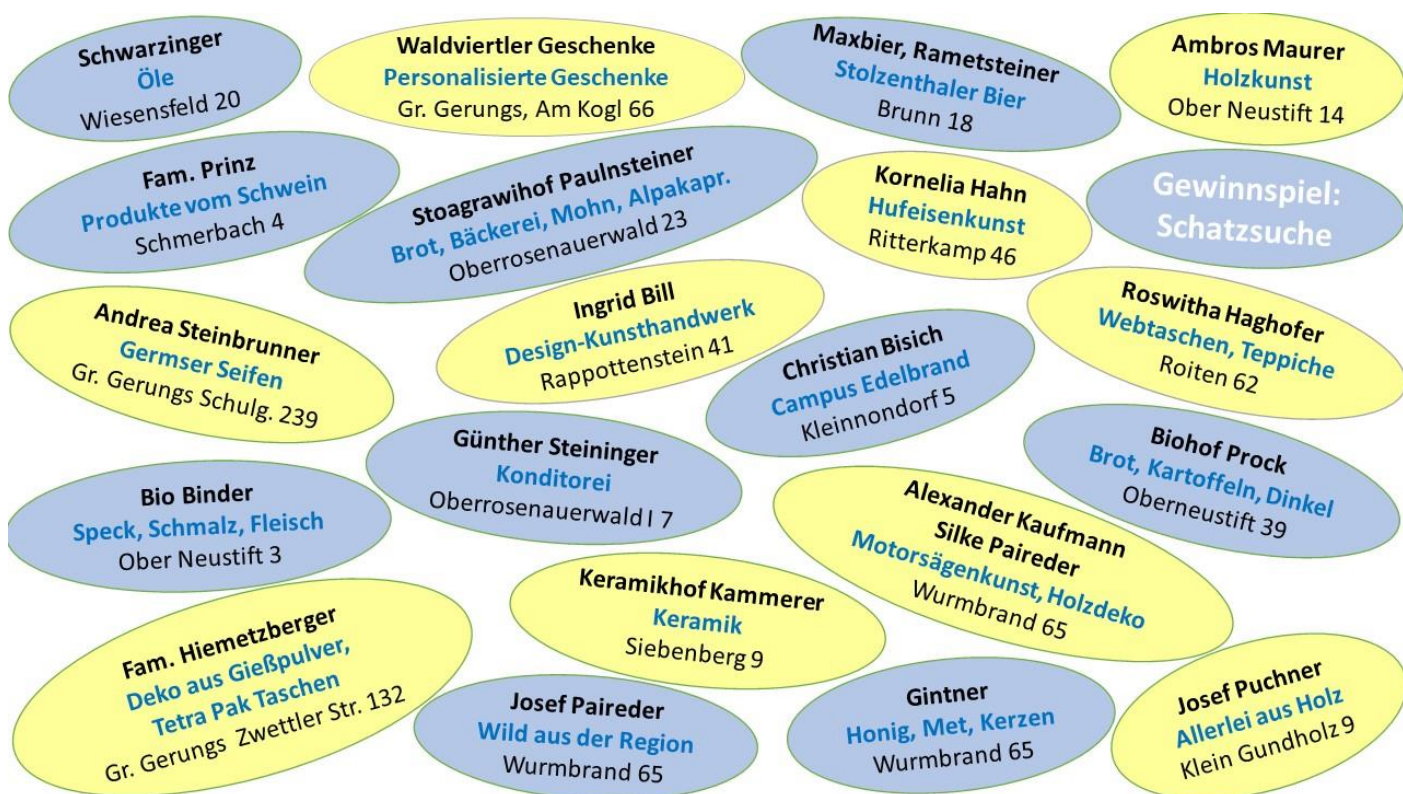 Schwarzinger
Öle
Wiesensfeld 20
Waldviertler Geschenke
Personalisierte Geschenke
Gr. Gerungs, Am Kogl 66
Maxbier, Rametsteiner
Stolzenthaler Bier
Brunn 18
Ambros Maurer
Holzkunst
Ober Neustift 14
Fam. Prinz
Produkte vom Schwein
Schmerbach 4
Stoagrawihof Paulnsteiner
Brot, Bäckerei, Mohn, Alpakapr.
Oberrosenauerwald 23
Kornelia Hahn
Hufeisenkunst
Ritterkamp 46
Gewinnspiel:
Schatzsuche
Andrea Steinbrunner
Germser Seifen
Gr. Gerungs Schulg. 239
Ingrid Bill
Design-Kunsthandwerk
Rappottenstein 41
Christian Bisich
Campus Edelbrand
Kleinnondorf 5
Roswitha Haghofer
Webtaschen, Teppiche
Roiten 62
Bio Binder
Speck, Schmalz, Fleisch
Ober Neustift 3
Günther Steininger
Konditorei
Oberrosenauerwald I 7
Alexander Kaufmann
Silke Paireder
Motorsägenkunst, Holzdeko
Wurmbrand 65
Biohof Prock
Brot, Kartoffeln, Dinkel
Oberneustift 39
Fam. Hiemetzberger
Deko aus Gießpulver,
Tetra Pak Taschen
Gr. Gerungs Zwettler Str. 132
Keramikhof Kammerer
Keramik
Siebenberg 9
Josef Paireder
Wild aus der Region
Wurmbrand 65
Gintner
Honig, Met, Kerzen
Wurmbrand 65
Josef Puchner
Allerlei aus Holz
Klein Gundholz 9